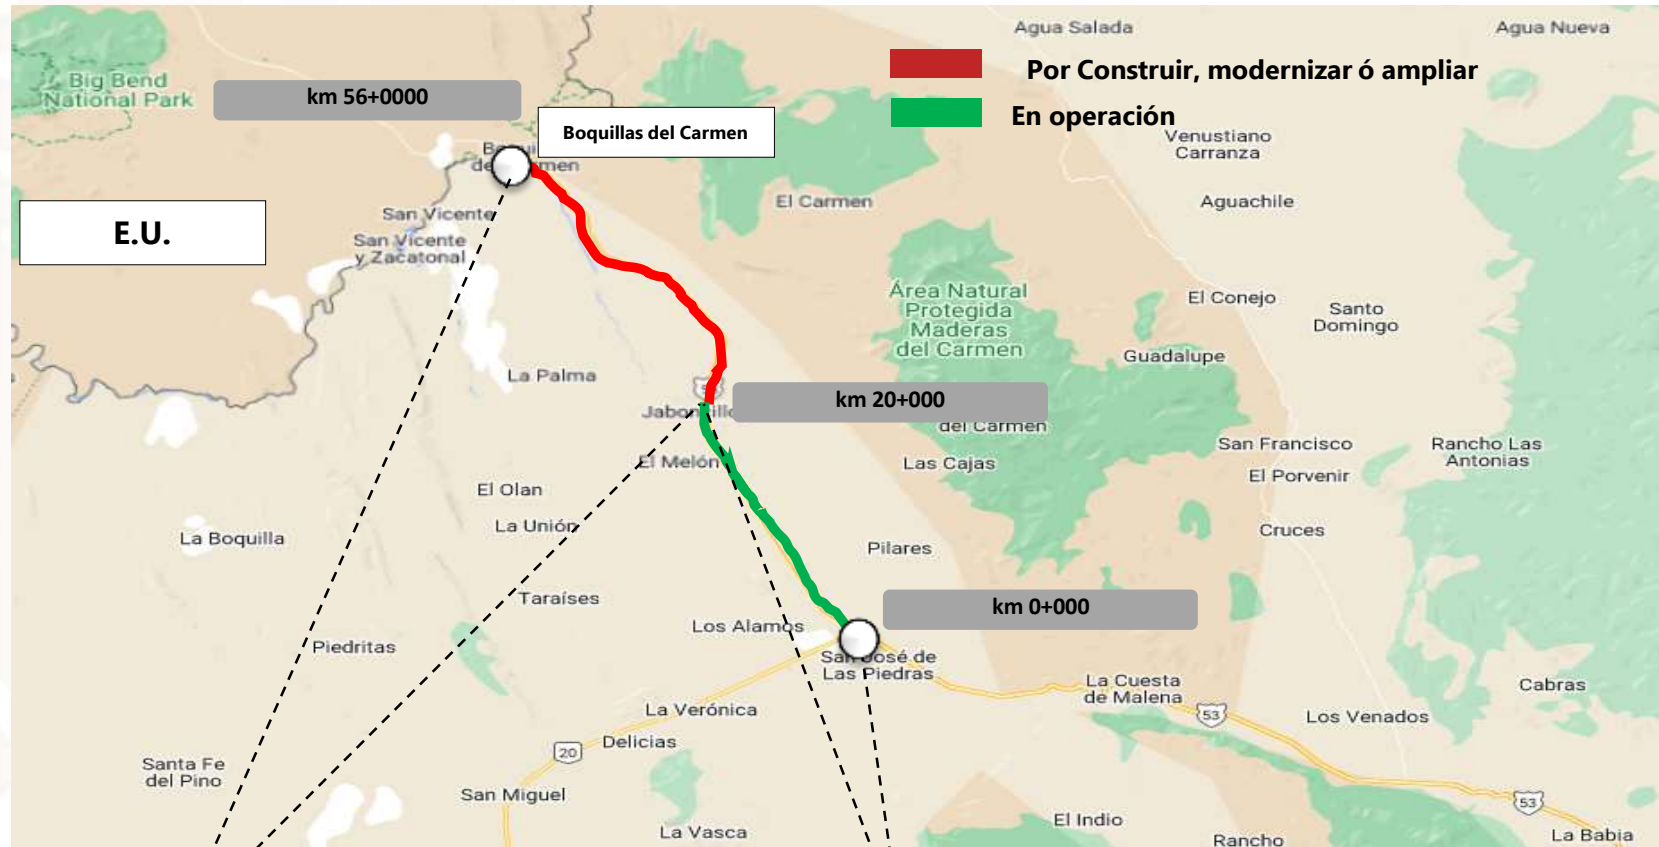 Agua Salada
Agua Nueva
Big Bend
National Park
km 56+0000
Por Construir, modernizar ó ampliar
En operación
Boquillas del Carmen
Venustiano
Carranza
El Carmen
Aguachile
E.U.
San Vicente
San Vicente
y Zacatonal
Área Natural
Protegida
Maderas
del Carmen
El Conejo
Santo
Domingo
Guadalupe
La Palma
km 20+000
del Carmen
San Francisco
Rancho Las
Antonias
El Melón
Las Cajas
El Porvenir
El Olan
La Unión
Cruces
La Boquilla
Pilares
Taraíses
km 0+000
Los Alamos
Piedritas
San José de
Las Piedras
La Cuesta
de Malena
Cabras
La Verónica
53
Los Venados
Delicias
20
Santa Fe
del Pino
San Miguel
53
El Indio
La Vasca
Rancho
La Babia